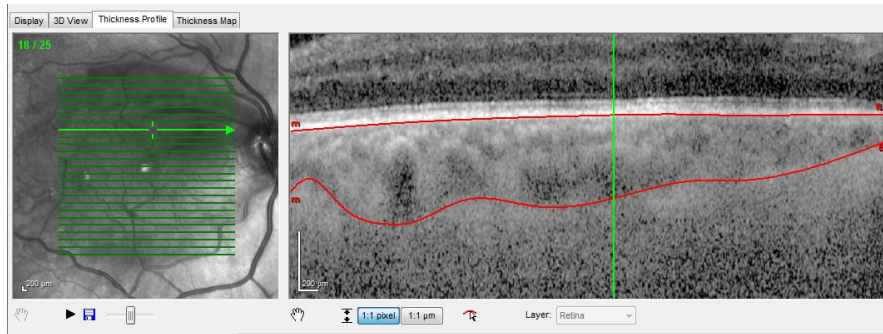 Display 3D View Thickness Profile Thickness Map
18 / 25
m
m
200 µm
200 µm
1:1 pixel 1:1 µm Layer: Retina